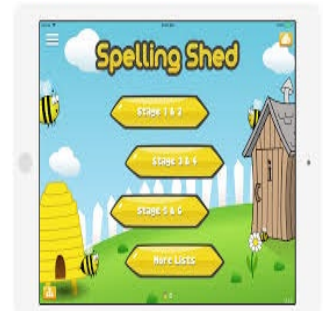 Spelling Shed
Stage 1 & 2
Stage 3 & 4
Stage 5 & 6
More Lists